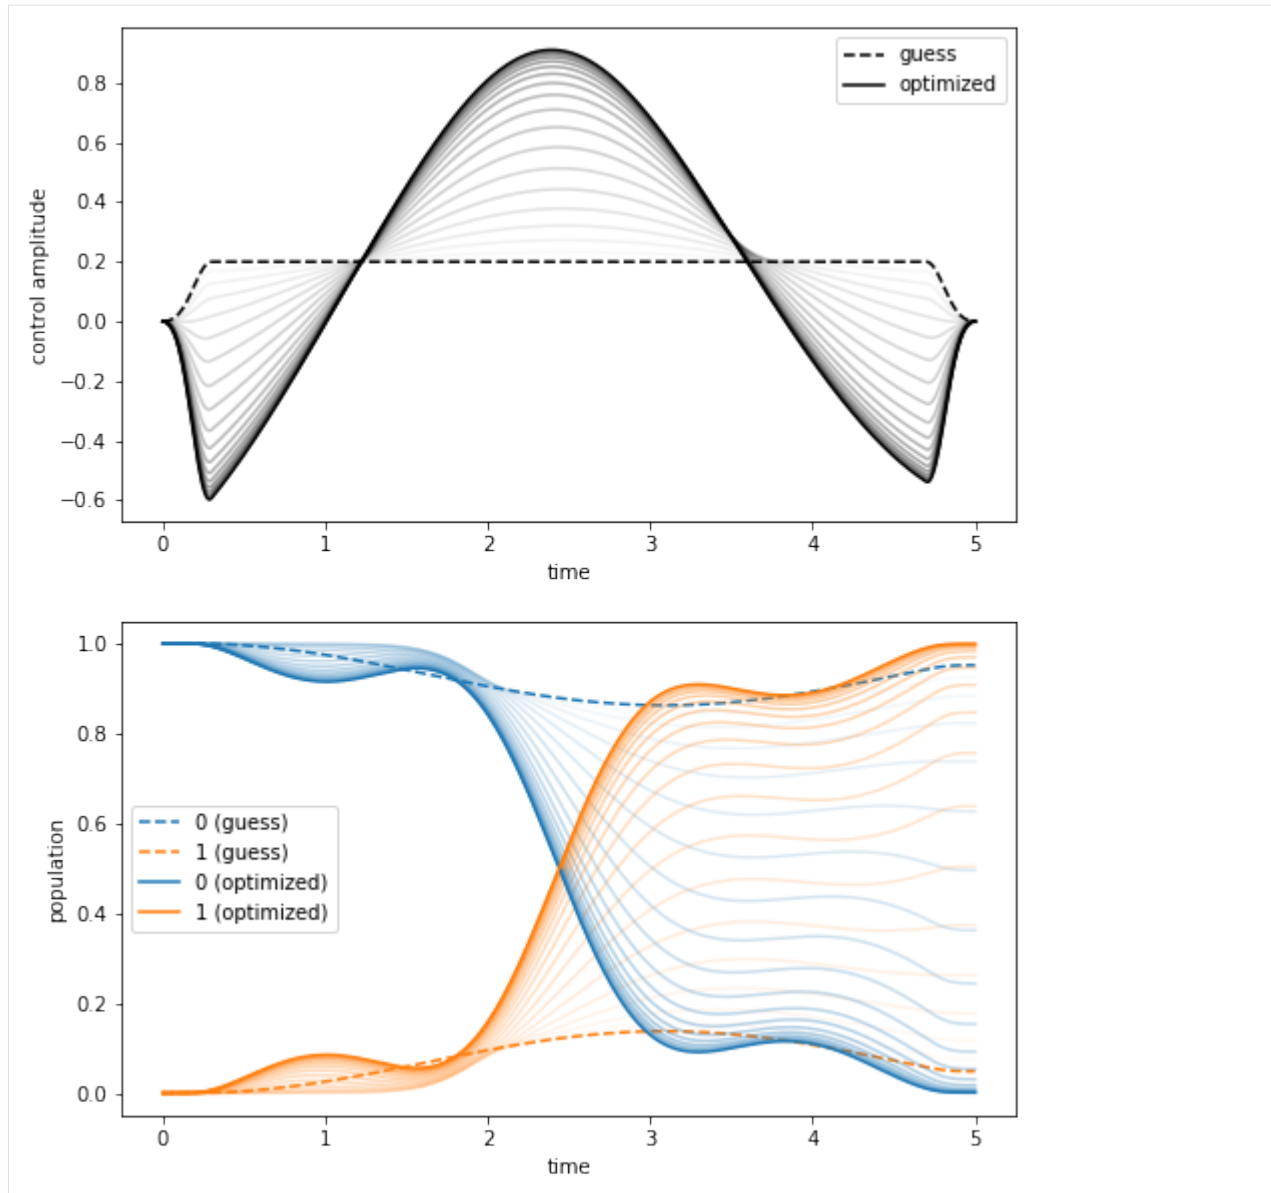 guess
optimized
0.8
0.6
0.4
0.2
0.0
−0.2
−0.4
−0.6
control amplitude
0 1 2 3 4 5
time
1.0
0.8
0.6
0.4
0.2
0.0
population
0 (guess)
1 (guess)
0 (optimized)
1 (optimized)
0 1 2 3 4 5
time